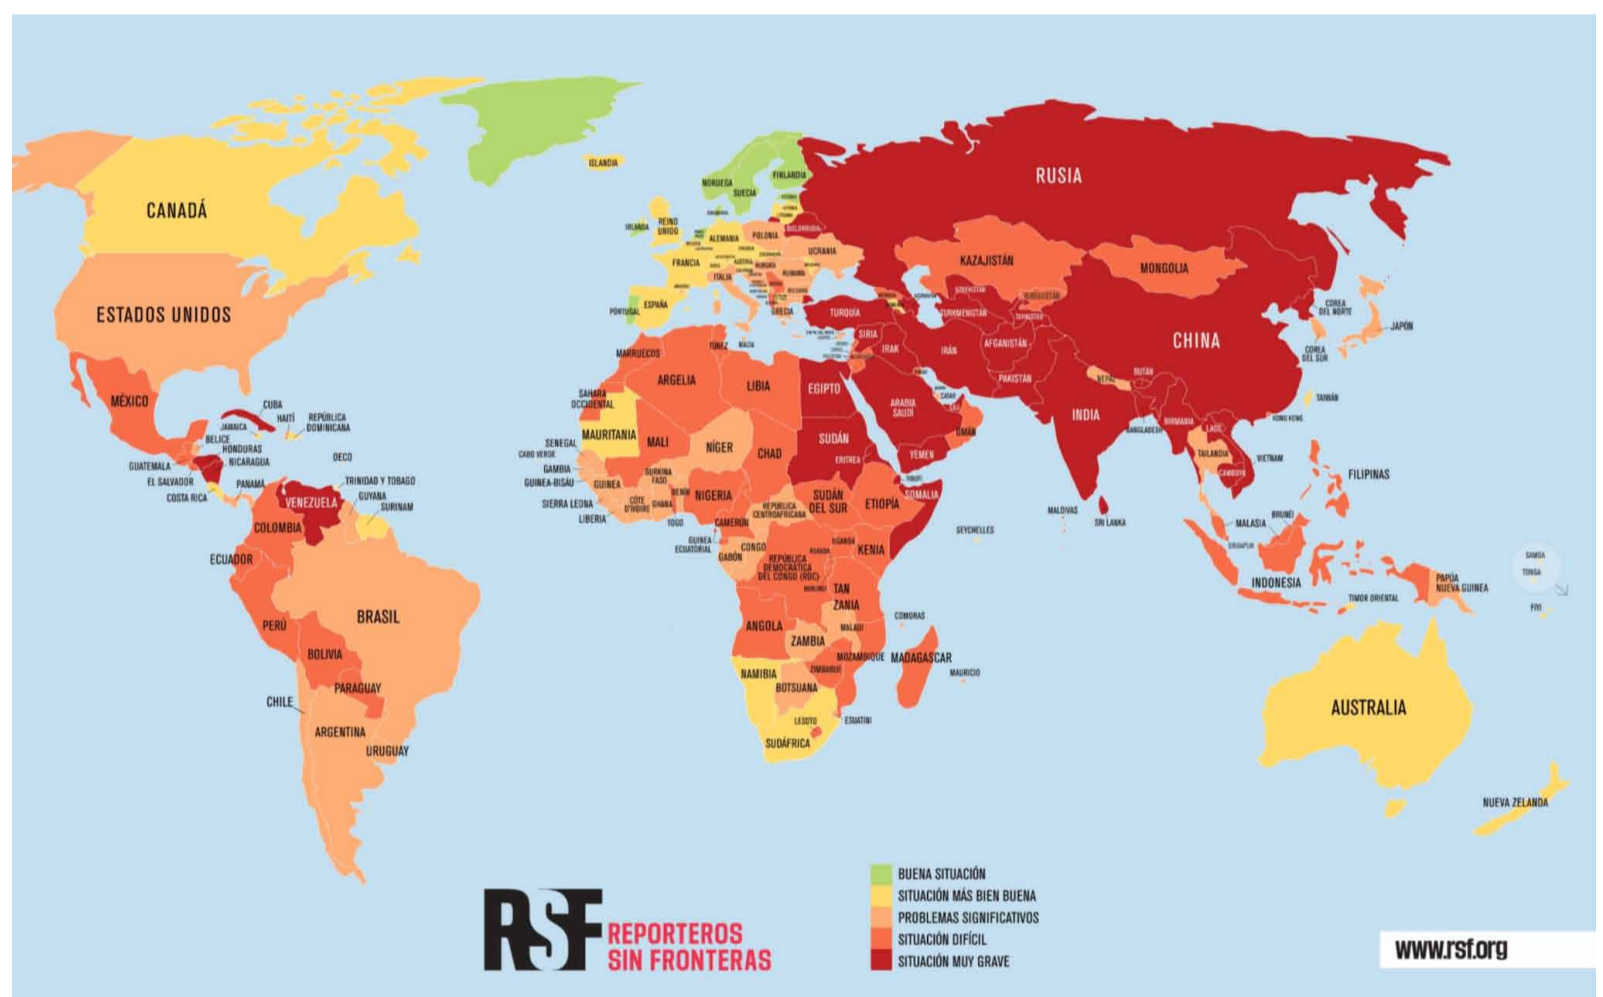 ISLANDIA
RUSIA
CANADÁ
NORUEGA
SUECIA
FINLANDIA
IRLANDA
REINO
UNIDO
ALEMANIA
POLONIA
UCRANIA
FRANCIA
AUSTRIA
HUNGRÍA
RUMANIA
ITALIA
PORTUGAL
ESPAÑA
GRECIA
KAZAJISTÁN
MONGOLIA
UZBEKISTÁN
KIRGUISTÁN
TURKMENISTÁN
ESTADOS UNIDOS
TURQUÍA
COREA
DEL NORTE
JAPÓN
COREA
DEL SUR
CHINA
SIRIA
IRAK
IRÁN
AFGANISTÁN
PAKISTÁN
MARRUECOS
TÚNEZ
MALTA
ARGELIA
LIBIA
EGIPTO
SAHARA
OCCIDENTAL
ARABIA
SAUDÍ
CATAR
OMÁN
YEMEN
NEPAL
BUTÁN
INDIA
BANGLADESH
BIRMANIA
LAOS
TAIWÁN
HONG KONG
TAILANDIA
VIETNAM
CAMBOYA
FILIPINAS
MÉXICO
CUBA
HAITÍ
REPÚBLICA
DOMINICANA
JAMAICA
BELICE
HONDURAS
NICARAGUA
GUATEMALA
EL SALVADOR
COSTA RICA
PANAMÁ
OECO
TRINIDAD Y TOBAGO
GUYANA
SURINAM
VENEZUELA
COLOMBIA
ECUADOR
MAURITANIA
MALI
NÍGER
CHAD
SUDÁN
ERITREA
SENEGAL
CABO VERDE
GAMBIA
GUINEA-BISÁU
GUINEA
SIERRA LEONA
LIBERIA
BURKINA
FASO
CÔTE
D'IVOIRE
GHANA
BENÍN
TOGO
NIGERIA
REPÚBLICA
CENTROAFRICANA
SUDÁN
DEL SUR
ETIOPÍA
SOMALIA
CAMERÚN
GUINEA
ECUATORIAL
GABÓN
CONGO
UGANDA
KENIA
RUANDA
REPÚBLICA
DEMOCRÁTICA
DEL CONGO (RDC)
BURUNDI
TAN
ZANIA
SEYCHELLES
MALDIVAS
SRI LANKA
MALASIA
BRUNÉI
SINGAPUR
INDONESIA
TIMOR ORIENTAL
PAPÚA
NUEVA GUINEA
SAMOA
TONGA
FIYI
BRASIL
PERÚ
BOLIVIA
PARAGUAY
CHILE
ARGENTINA
URUGUAY
ANGOLA
ZAMBIA
MALAUI
COMORAS
MOZAMBIQUE
MADAGASCAR
MAURICIO
ZIMBABUE
NAMIBIA
BOTSUANA
LESOTO
ESUATINI
SUDÁFRICA
AUSTRALIA
NUEVA ZELANDA
BUENA SITUACIÓN
SITUACIÓN MÁS BIEN BUENA
PROBLEMAS SIGNIFICATIVOS
SITUACIÓN DIFÍCIL
SITUACIÓN MUY GRAVE
RSF
REPORTEROS
SIN FRONTERAS
www.rsf.org